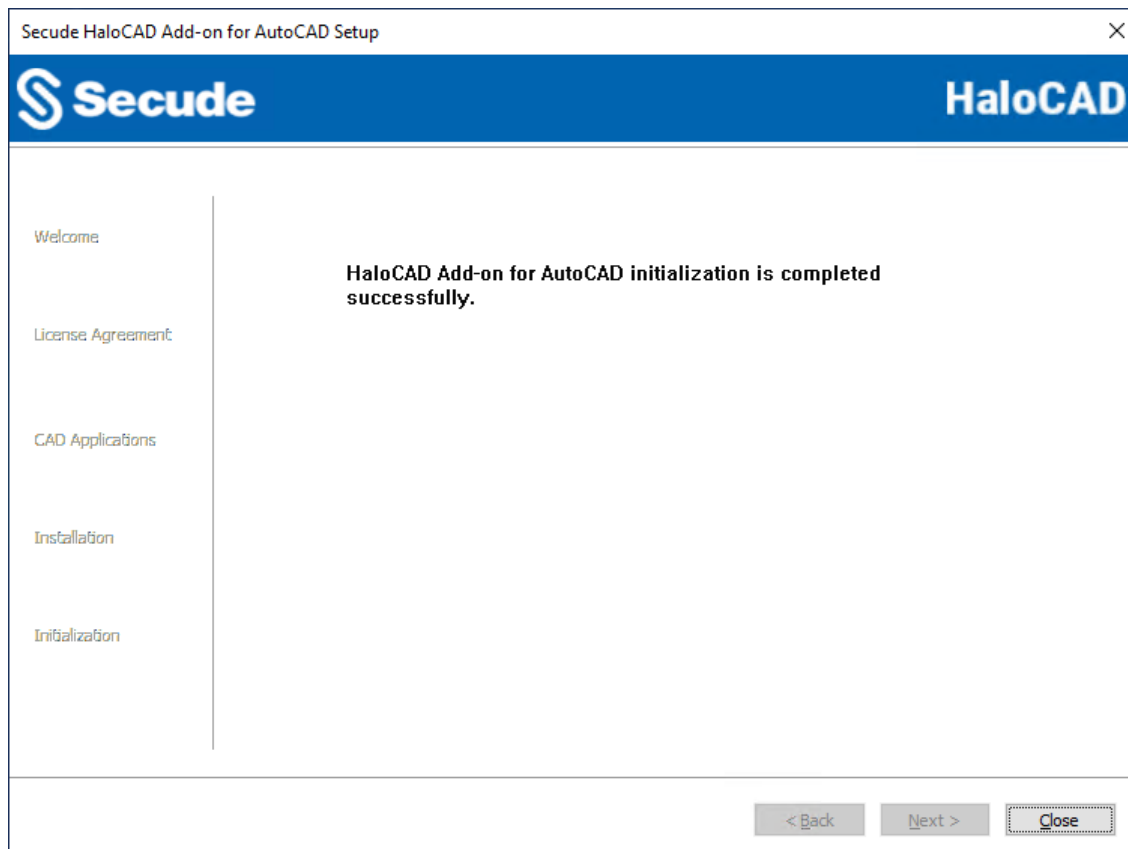 Secude HaloCAD Add-on for AutoCAD Setup
Secude
HaloCAD
Welcome
License Agreement
CAD Applications
Installation
Initialization
HaloCAD Add-on for AutoCAD initialization is completed
successfully.
< Back
Next >
Close